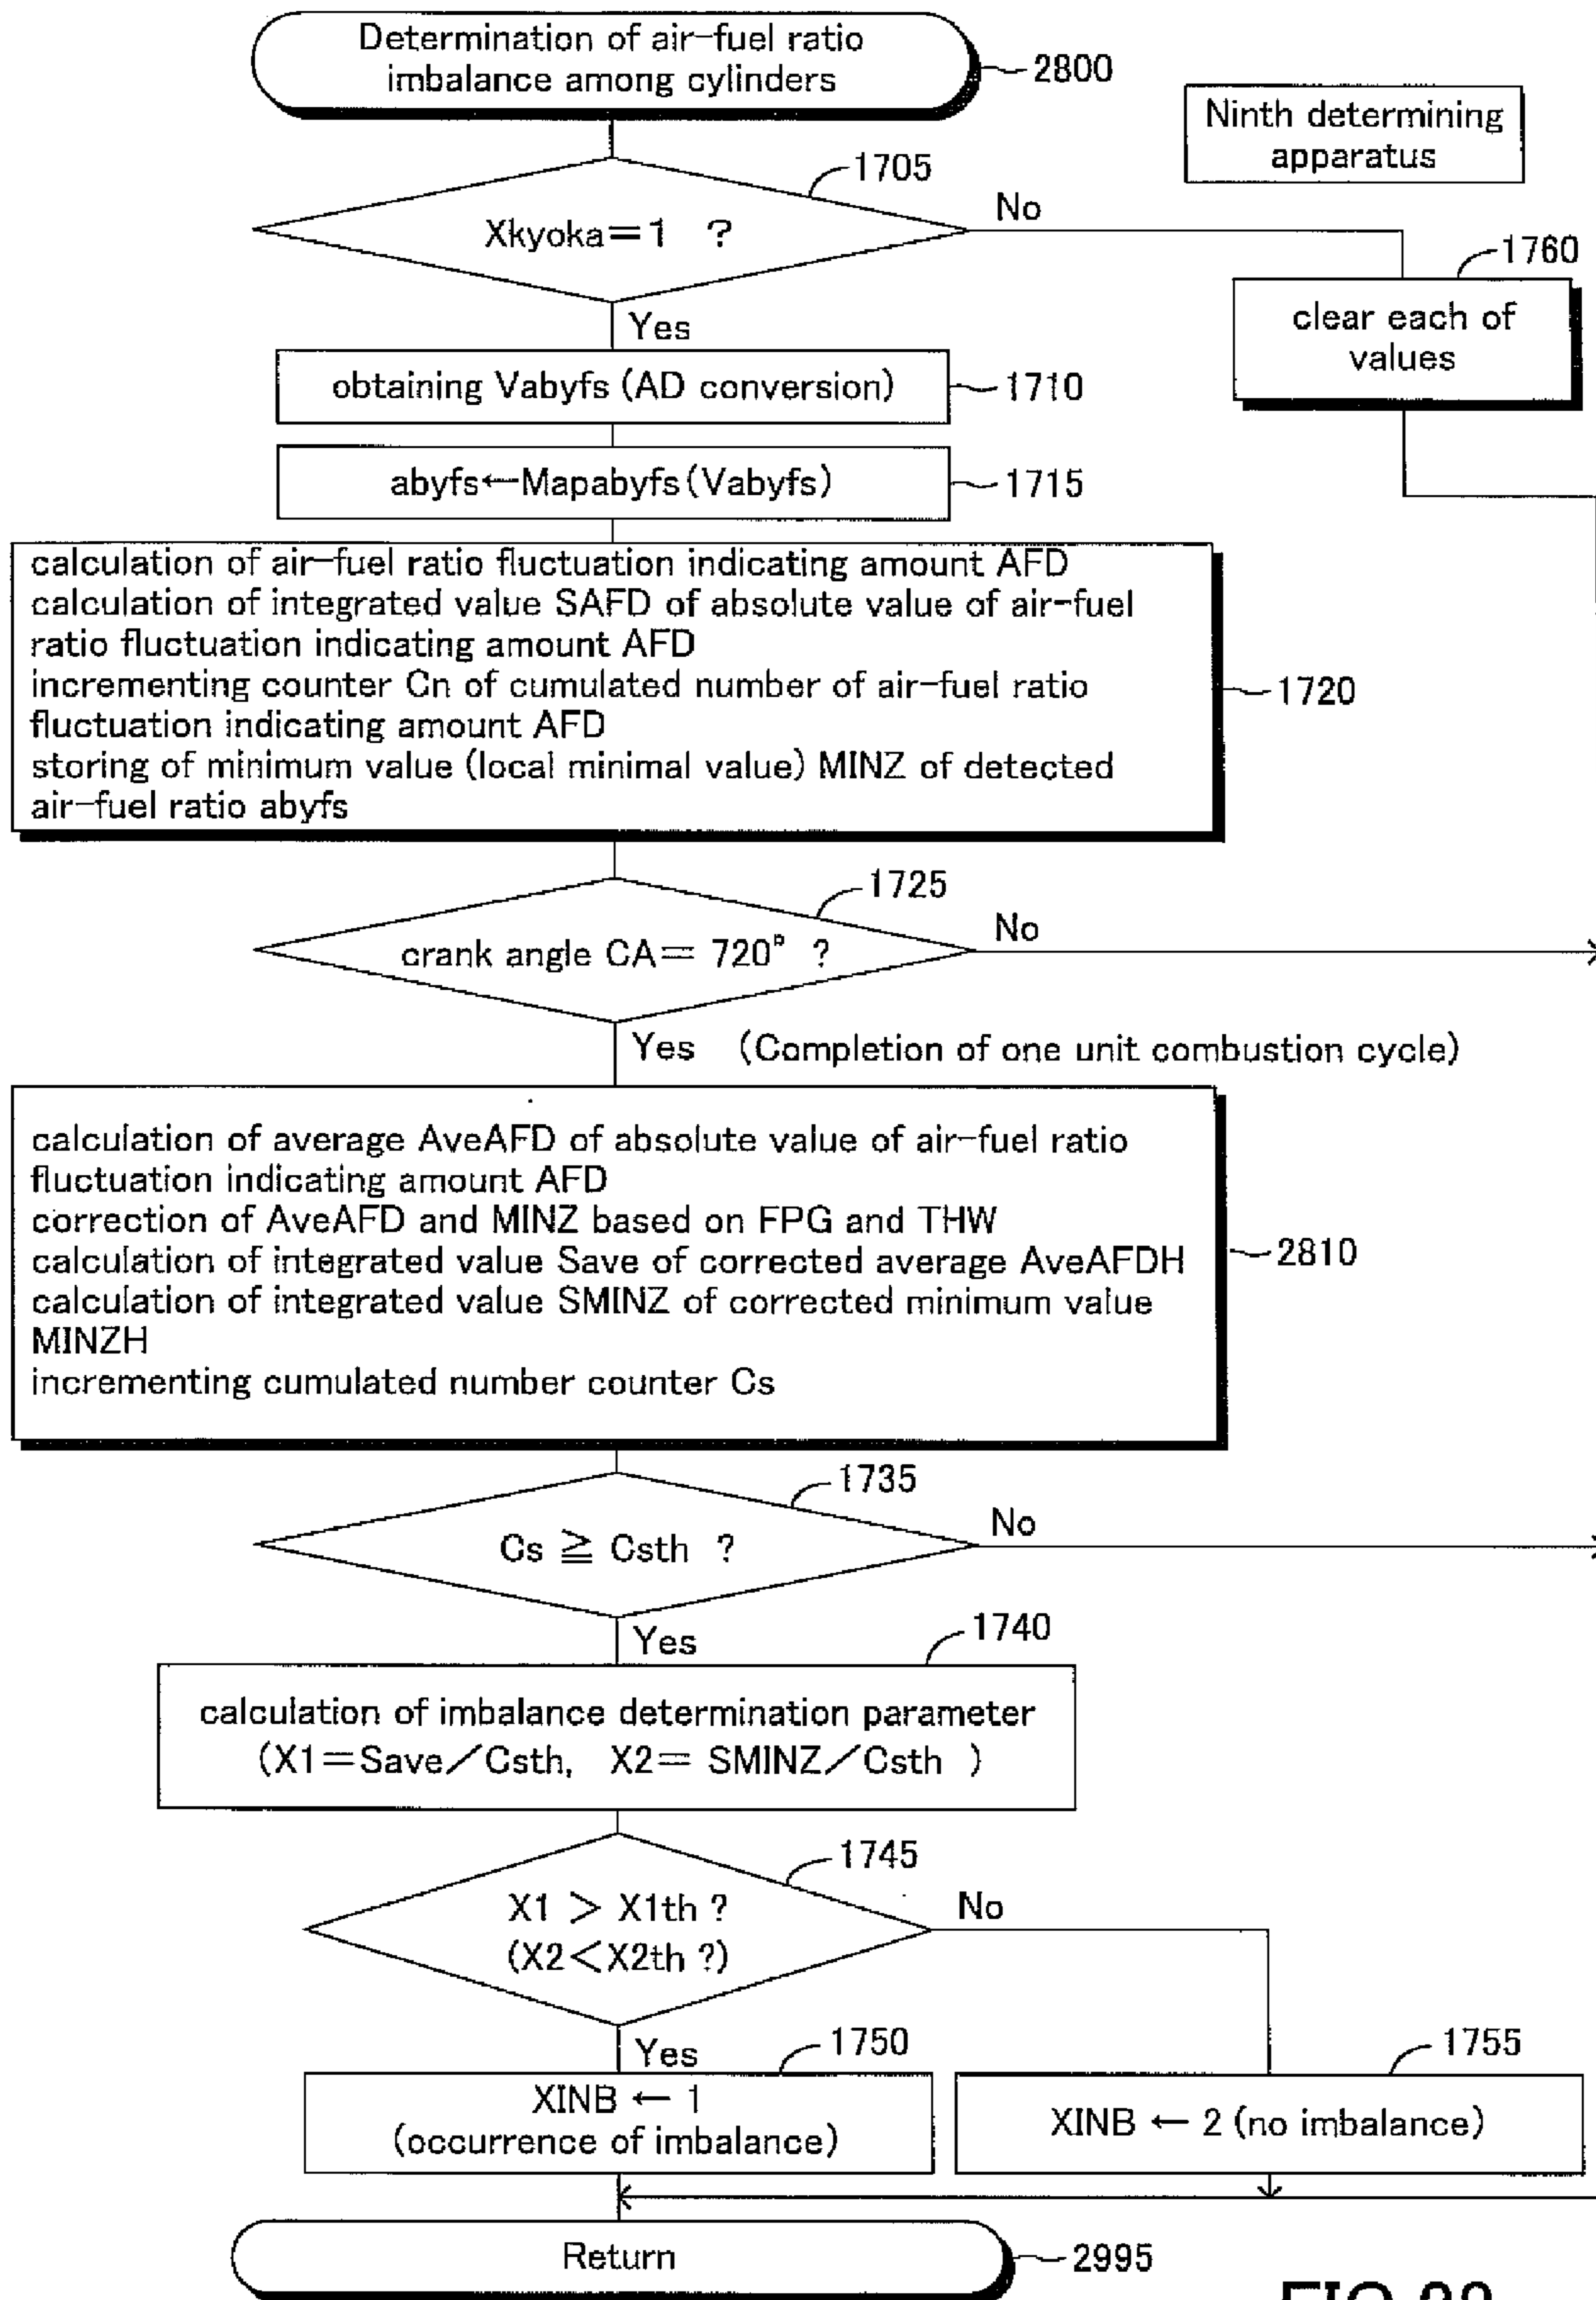 Determination of air-fuel ratio
imbalance among cylinders
2800
Ninth determining
apparatus
1705
Xkyoka=1 ?
No
1760
clear each of
values
Yes
obtaining Vabyfs (AD conversion)
1710
abyfs←Mapabyfs(Vabyfs)
1715
calculation of air-fuel ratio fluctuation indicating amount AFD
calculation of integrated value SAFD of absolute value of air-fuel
ratio fluctuation indicating amount AFD
incrementing counter Cn of cumulated number of air-fuel ratio
fluctuation indicating amount AFD
storing of minimum value (local minimal value) MINZ of detected
air-fuel ratio abyfs
1720
1725
crank angle CA= 720° ?
No
Yes (Completion of one unit combustion cycle)
calculation of average AveAFD of absolute value of air-fuel ratio
fluctuation indicating amount AFD
correction of AveAFD and MINZ based on FPG and THW
calculation of integrated value Save of corrected average AveAFDH
calculation of integrated value SMINZ of corrected minimum value
MINZH
incrementing cumulated number counter Cs
2810
1735
Cs ≧ Csth ?
No
Yes
1740
calculation of imbalance determination parameter
(X1=Save/Csth, X2= SMINZ/Csth )
1745
X1 > X1th ?
(X2<X2th ?)
No
Yes
1750
XINB ← 1
(occurrence of imbalance)
1755
XINB ← 2 (no imbalance)
Return
2995